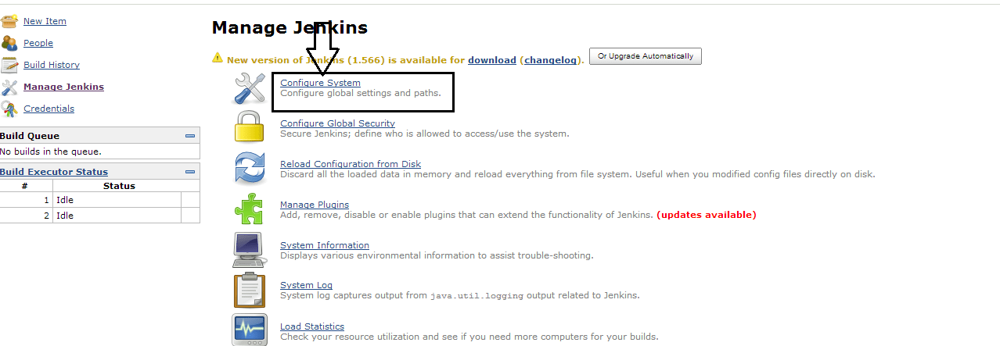 New Item
People
Build History
Manage Jenkins
Credentials
Build Queue
No builds in the queue.
Build Executor Status
# Status
1 Idle
2 Idle
Manage Jenkins
New version of Jenkins (1.566) is available for download (changelog). Or Upgrade Automatically
Configure System
Configure global settings and paths.
Configure Global Security
Secure Jenkins; define who is allowed to access/use the system.
Reload Configuration from Disk
Discard all the loaded data in memory and reload everything from file system. Useful when you modified config files directly on disk.
Manage Plugins
Add, remove, disable or enable plugins that can extend the functionality of Jenkins. (updates available)
System Information
Displays various environmental information to assist trouble-shooting.
System Log
System log captures output from java.util.logging output related to Jenkins.
Load Statistics
Check your resource utilization and see if you need more computers for your builds.